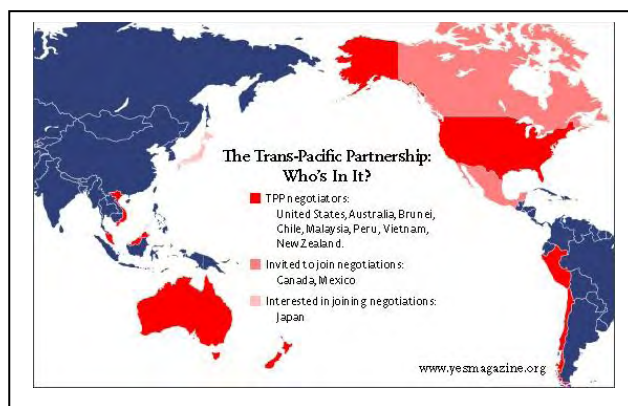 The Trans-Pacific Partnership:
Who's In It?
TPP negotiators:
United States, Australia, Brunei,
Chile, Malaysia, Peru, Vietnam,
New Zealand.
Invited to join negotiations:
Canada, Mexico
Interested in joining negotiations:
Japan
www.yesmagazine.org